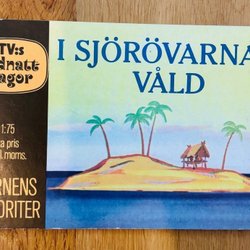 TV:s
dnatt
agor
I SJÖRÖVARNA
VÅLD
1:75
a pris
l. moms.
RNENS
ORITER